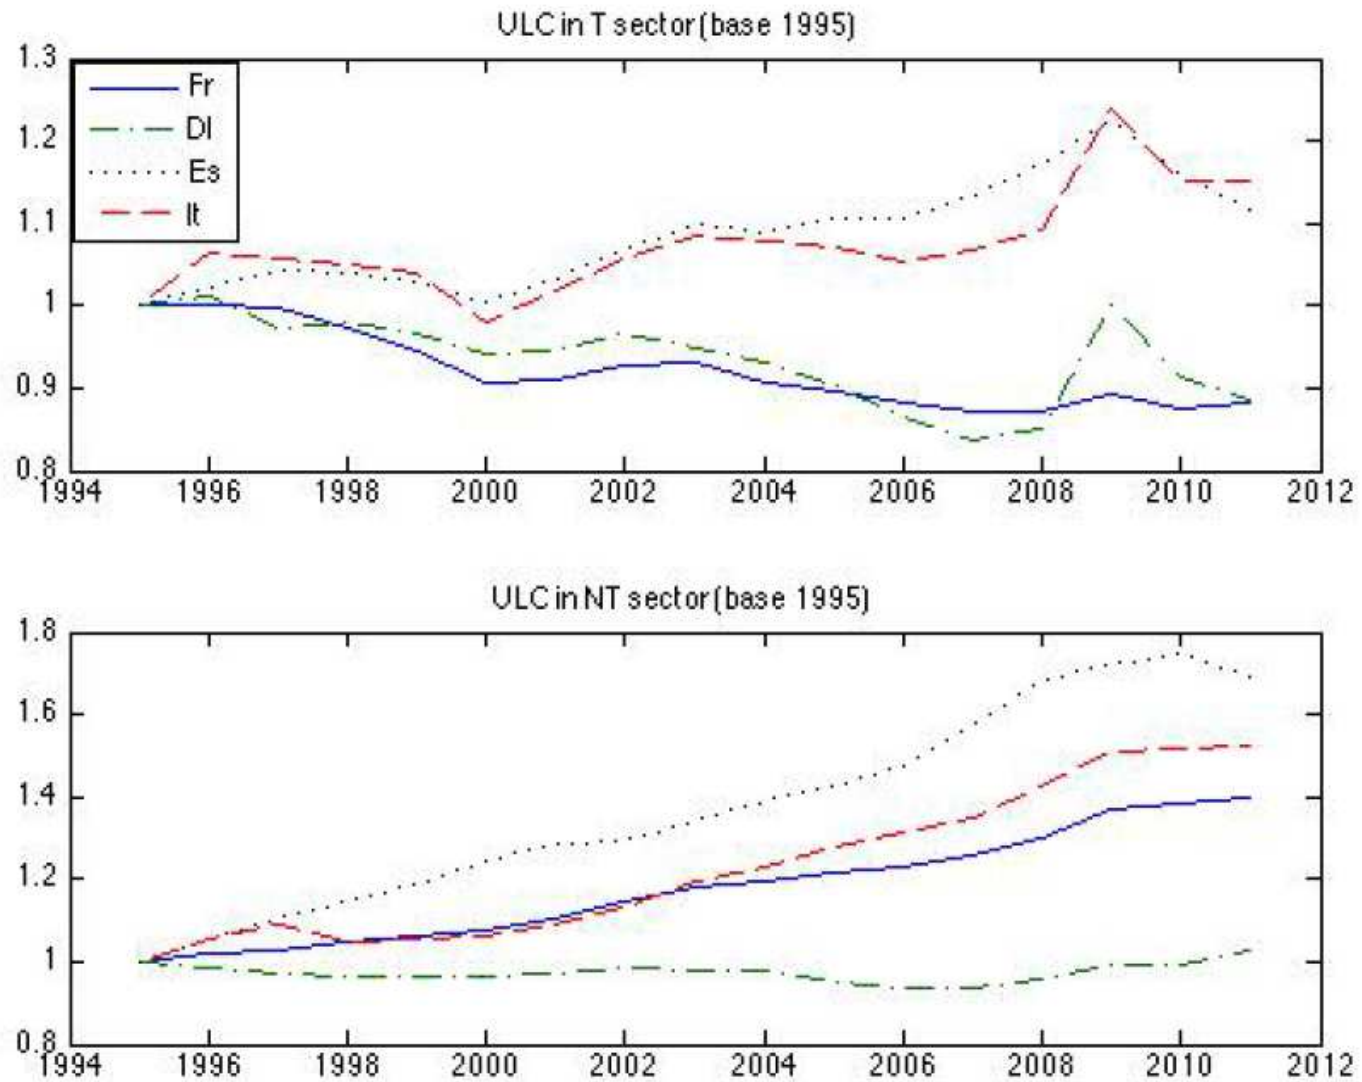 ULC in T sector (base 1995)
1.3
1.2
1.1
1
0.9
0.8
Fr
Dl
Es
It
1994 1996 1998 2000 2002 2004 2006 2008 2010 2012
ULC in NT sector (base 1995)
1.8
1.6
1.4
1.2
1
0.8
1994 1996 1998 2000 2002 2004 2006 2008 2010 2012